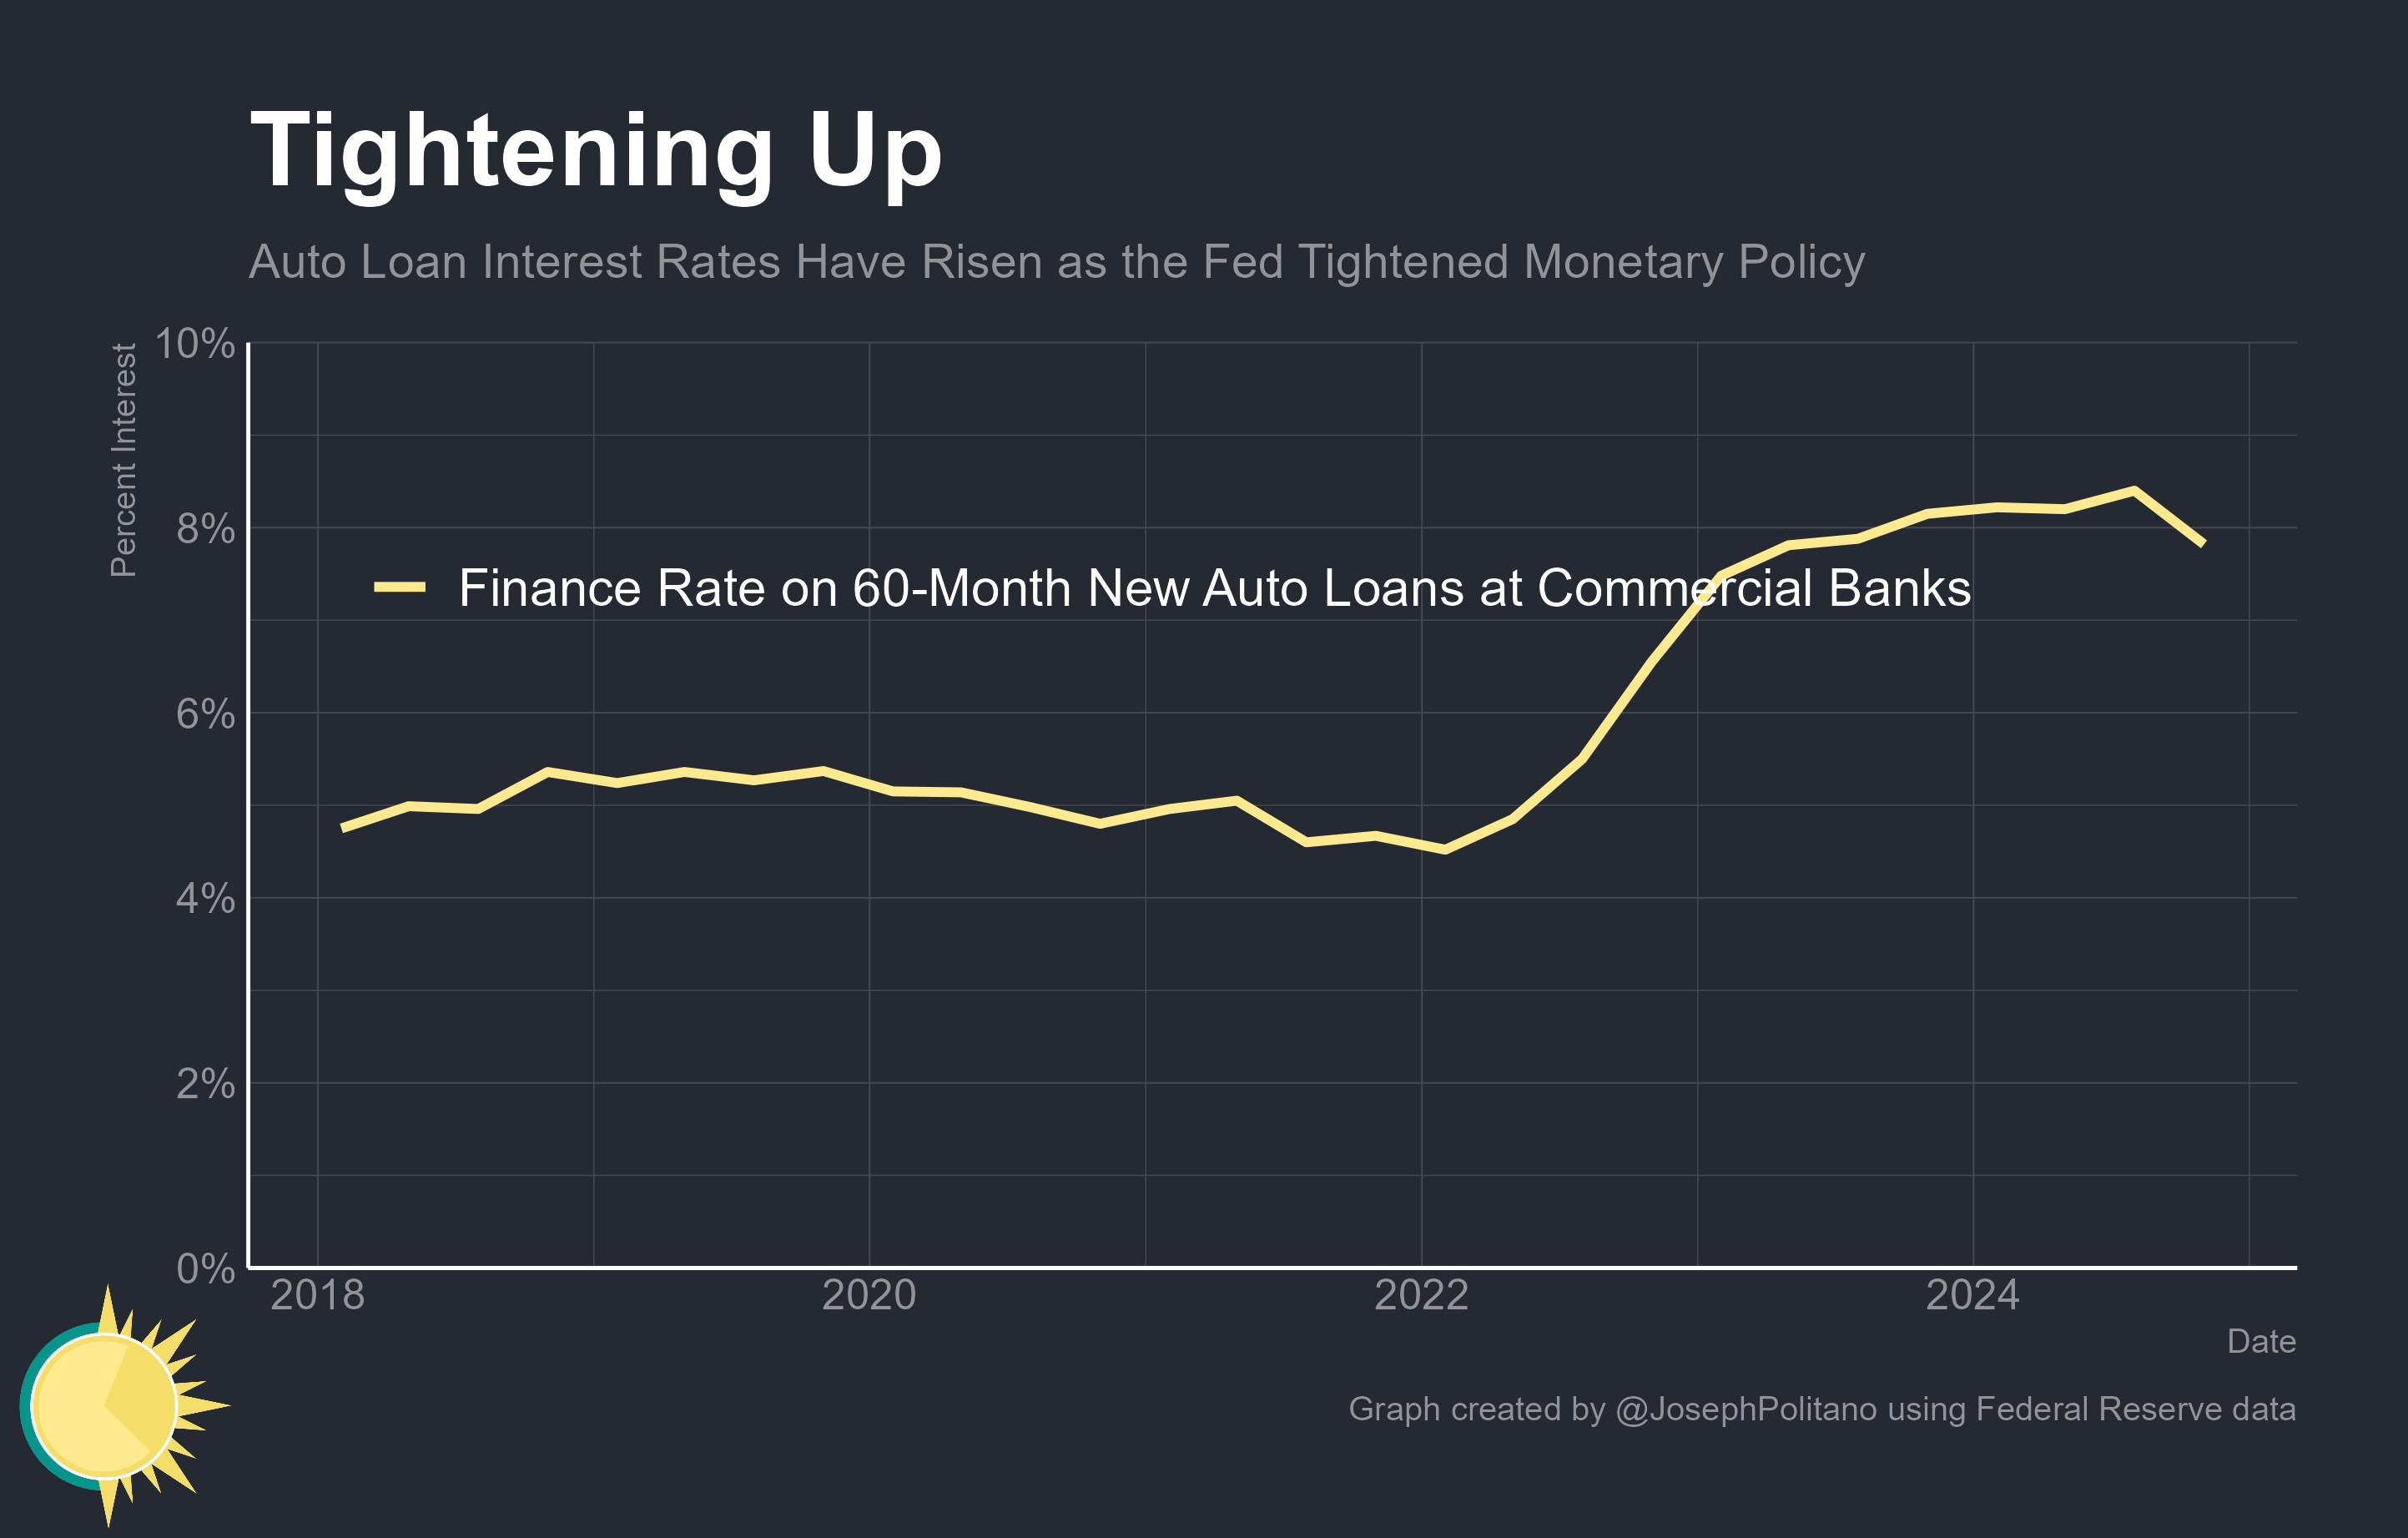 Tightening Up
Auto Loan Interest Rates Have Risen as the Fed Tightened Monetary Policy
Percent Interest
10%
8%
6%
4%
2%
0%
Finance Rate on 60-Month New Auto Loans at Commercial Banks
2018
2020
2022
2024
Date
Graph created by @JosephPolitano using Federal Reserve data